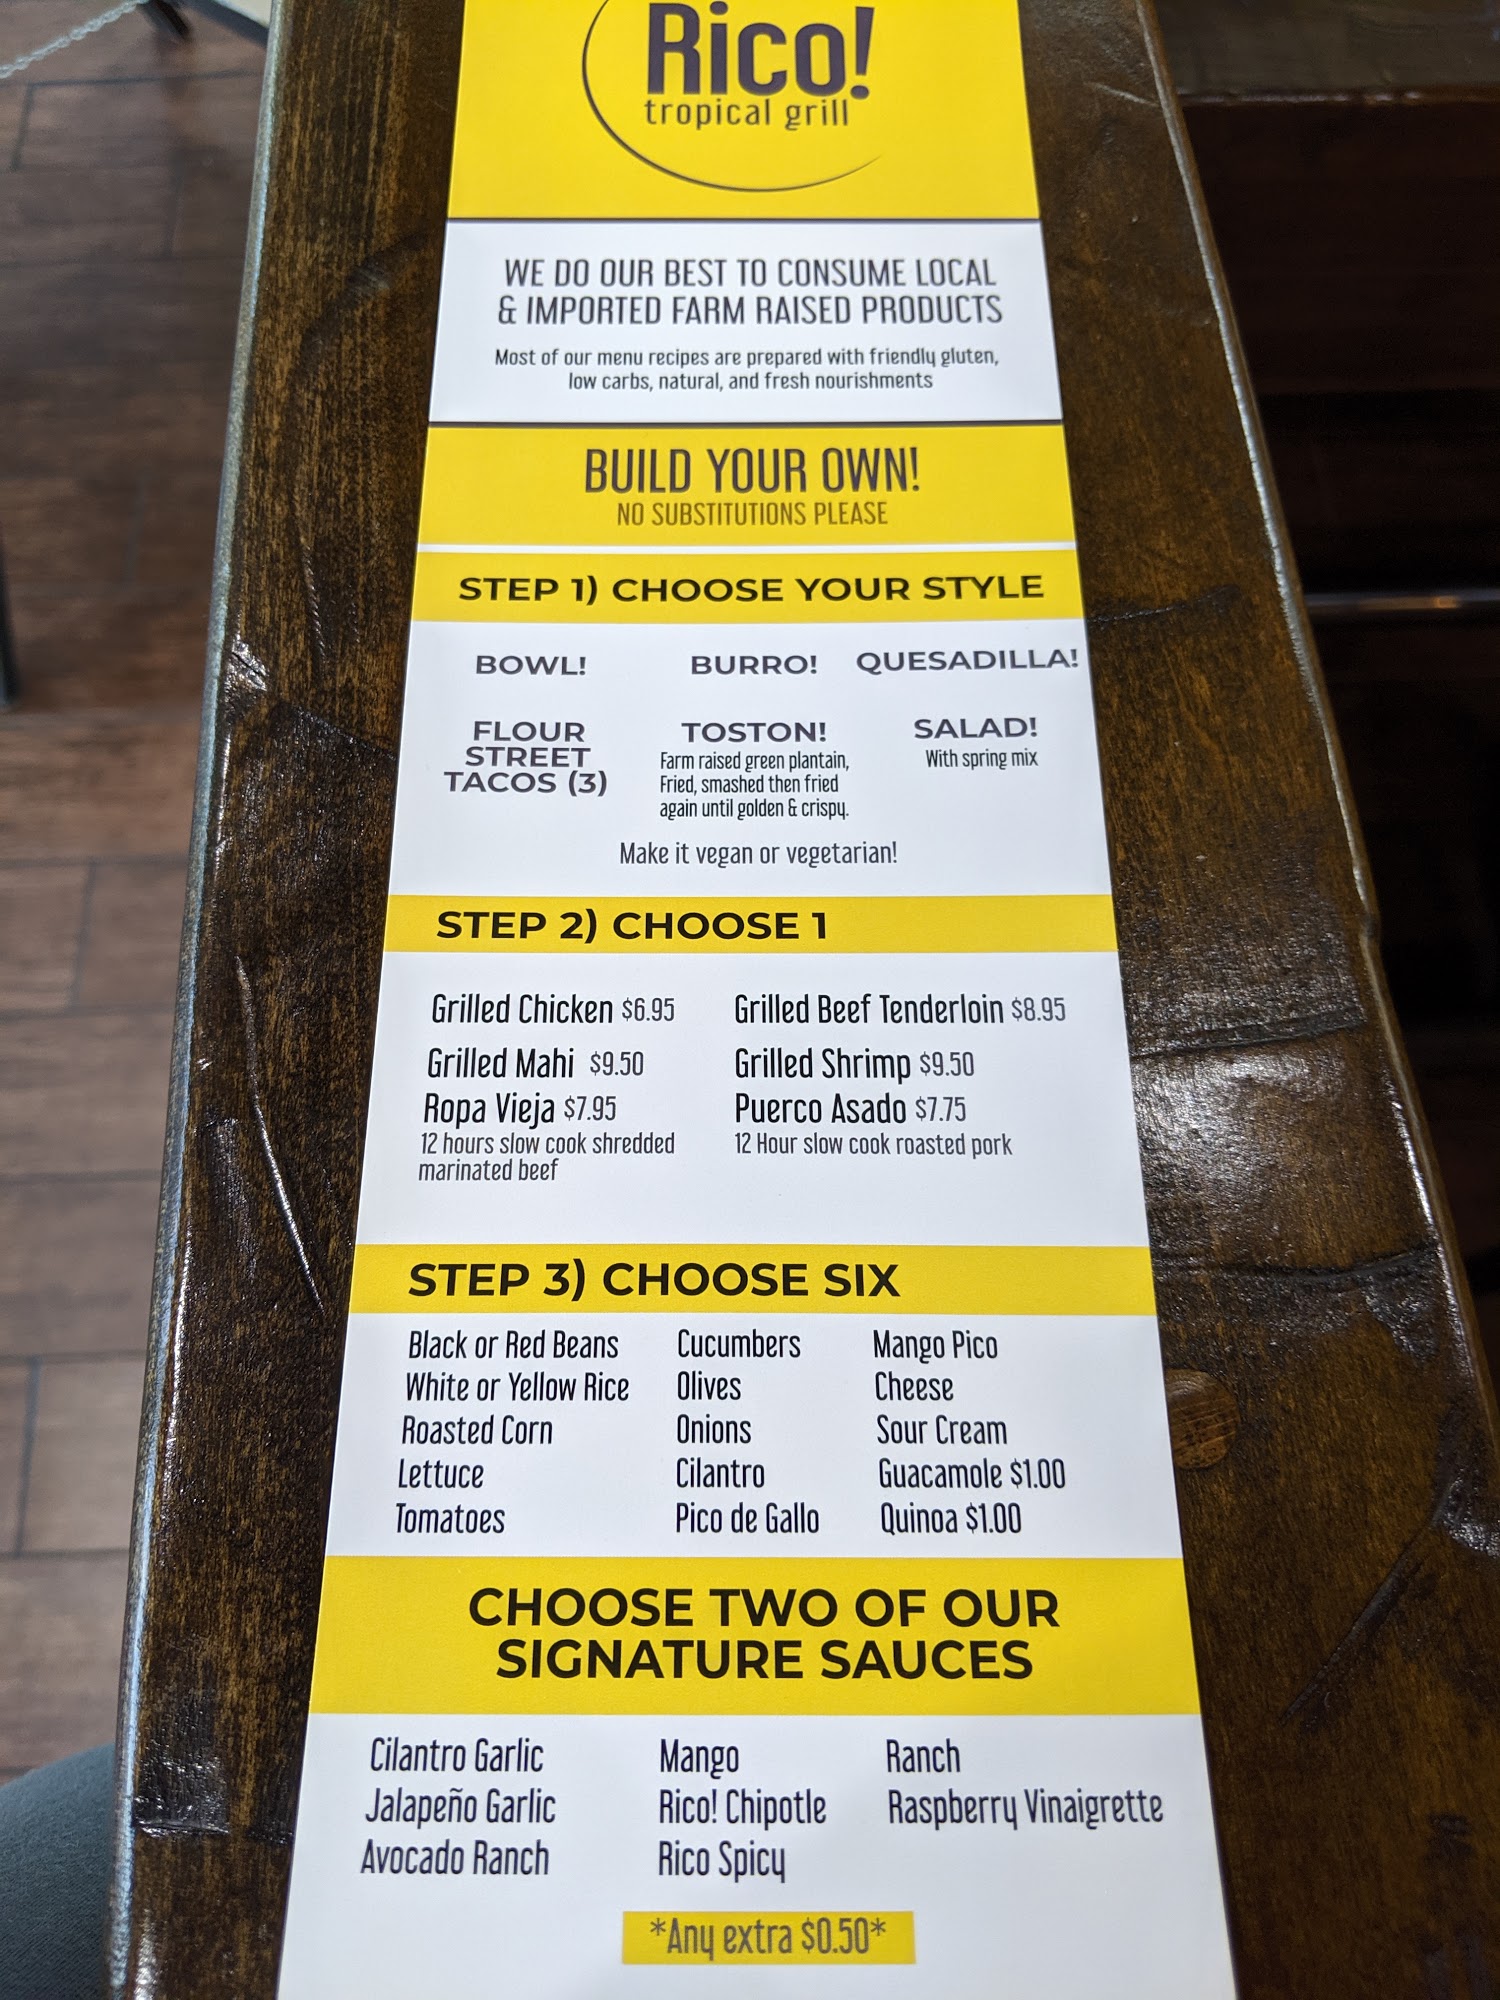 Rico!
tropical grill
WE DO OUR BEST TO CONSUME LOCAL
& IMPORTED FARM RAISED PRODUCTS
Most of our menu recipes are prepared with friendly gluten,
low carbs, natural, and fresh nourishments
BUILD YOUR OWN!
NO SUBSTITUTIONS PLEASE
STEP 1) CHOOSE YOUR STYLE
BOWL!
BURRO!
QUESADILLA!
FLOUR
STREET
TACOS (3)
TOSTON!
Farm raised green plantain,
Fried, smashed then fried
again until golden & crispy.
SALAD!
With spring mix
Make it vegan or vegetarian!
STEP 2) CHOOSE 1
Grilled Chicken $6.95
Grilled Mahi $9.50
Ropa Vieja $7.95
12 hours slow cook shredded
marinated beef
Grilled Beef Tenderloin $8.95
Grilled Shrimp $9.50
Puerco Asado $7.75
12 Hour slow cook roasted pork
STEP 3) CHOOSE SIX
Black or Red Beans
White or Yellow Rice
Roasted Corn
Lettuce
Tomatoes
Cucumbers
Olives
Onions
Cilantro
Pico de Gallo
Mango Pico
Cheese
Sour Cream
Guacamole $1.00
Quinoa $1.00
CHOOSE TWO OF OUR
SIGNATURE SAUCES
Cilantro Garlic
Jalapeño Garlic
Avocado Ranch
Mango
Rico! Chipotle
Rico Spicy
Ranch
Raspberry Vinaigrette
*Any extra $0.50*